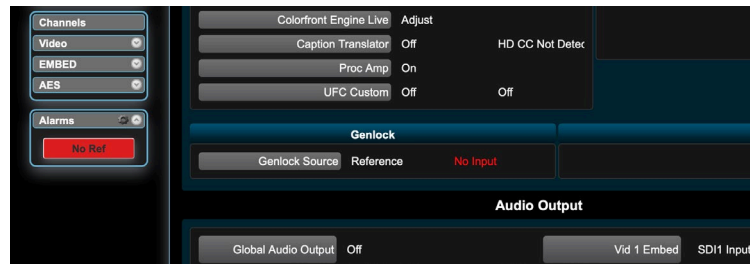 Channels
Video
EMBED
AES
Alarms
No Ref
Colorfront Engine Live Adjust
Caption Translator Off HD CC Not Detec
Proc Amp On
UFC Custom Off Off
Genlock
Genlock Source Reference No Input
Audio Output
Global Audio Output Off Vid 1 Embed SDI1 Input